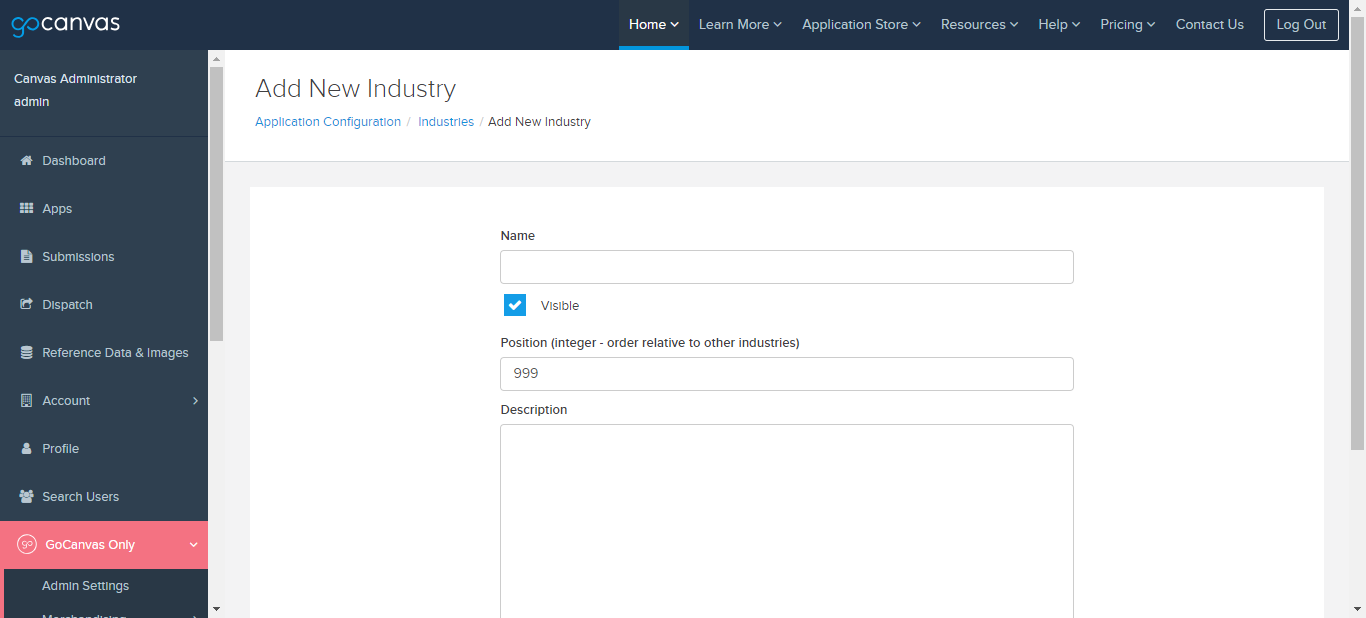 gocanvas
Home
Learn More
Application Store
Resources
Help
Pricing
Contact Us
Log Out
Canvas Administrator
admin
Dashboard
Apps
Submissions
Dispatch
Reference Data & Images
Account
Profile
Search Users
go GoCanvas Only
Admin Settings
Merchandising
Add New Industry
Application Configuration / Industries / Add New Industry
Name
Visible
Position (integer - order relative to other industries)
999
Description